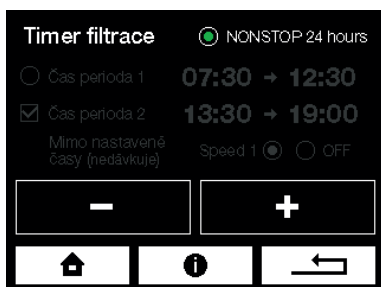 Timer filtrace NONSTOP 24 hours
Čas perioda 1 07:30 → 12:30
Čas perioda 2 13:30 → 19:00
Mimo nastavené
časy (nedávkuje) Speed 1 OFF